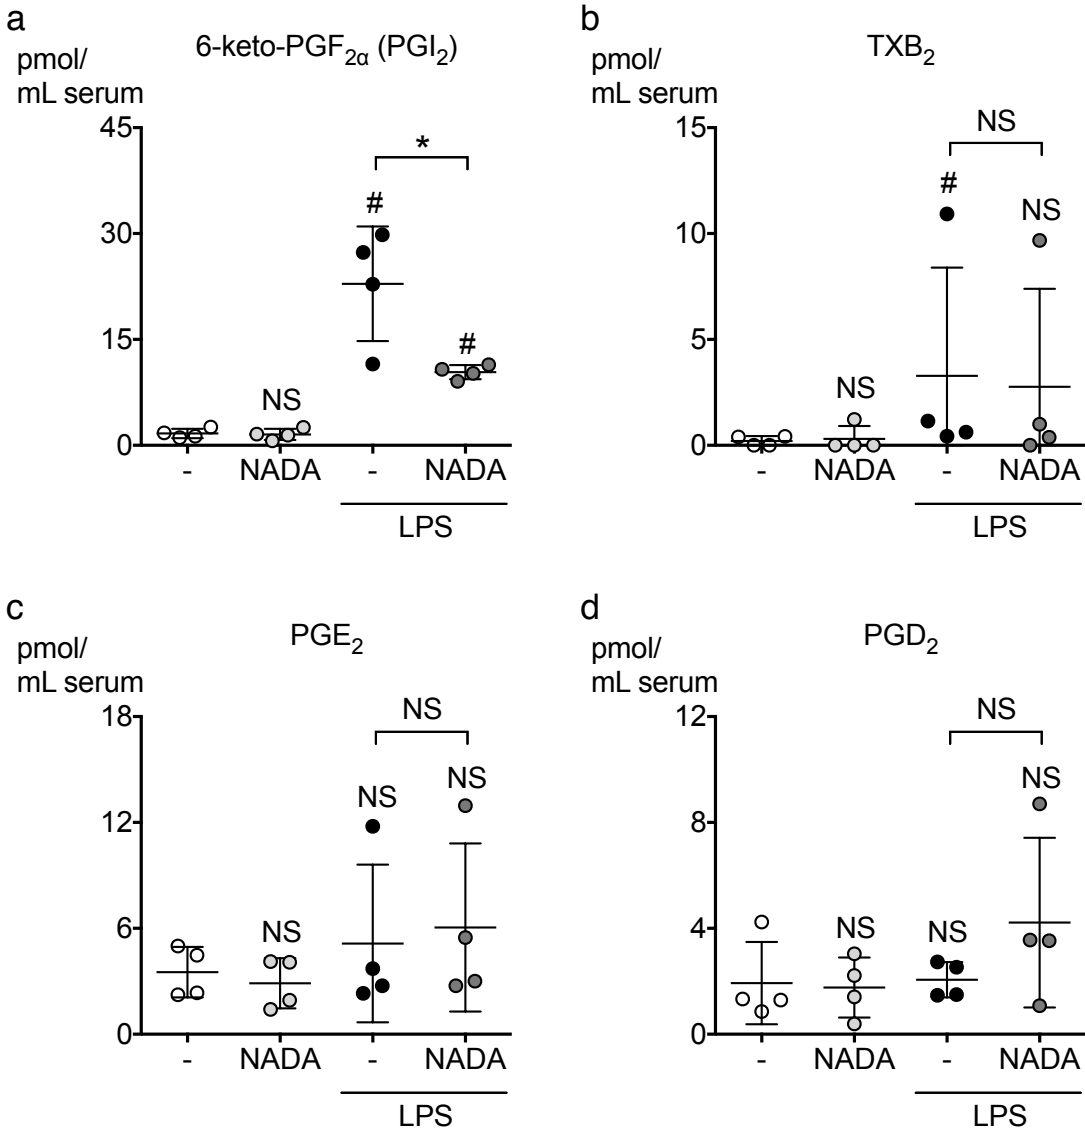 a
6-keto-PGF2α (PGI2)
pmol/
mL serum
45
30
15
0
*
#
#
NS
-
NADA
-
NADA
LPS
b
TXB2
pmol/
mL serum
15
10
5
0
NS
#
NS
NS
-
NADA
-
NADA
LPS
c
PGE2
pmol/
mL serum
18
12
6
0
NS
NS
NS
NS
-
NADA
-
NADA
LPS
d
PGD2
pmol/
mL serum
12
8
4
0
NS
NS
NS
NS
-
NADA
-
NADA
LPS